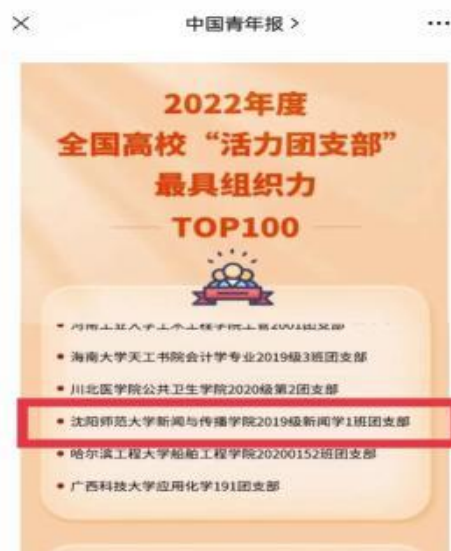 中国青年报 >
2022年度
全国高校“活力团支部”
最具组织力
TOP100
• 海南大学天工书院会计学专业2019级3班团支部
• 川北医学院公共卫生学院2020级第2团支部
• 沈阳师范大学新闻与传播学院2019级新闻学1班团支部
• 哈尔滨工程大学船舶工程学院20200152班团支部
• 广西科技大学应用化学191团支部